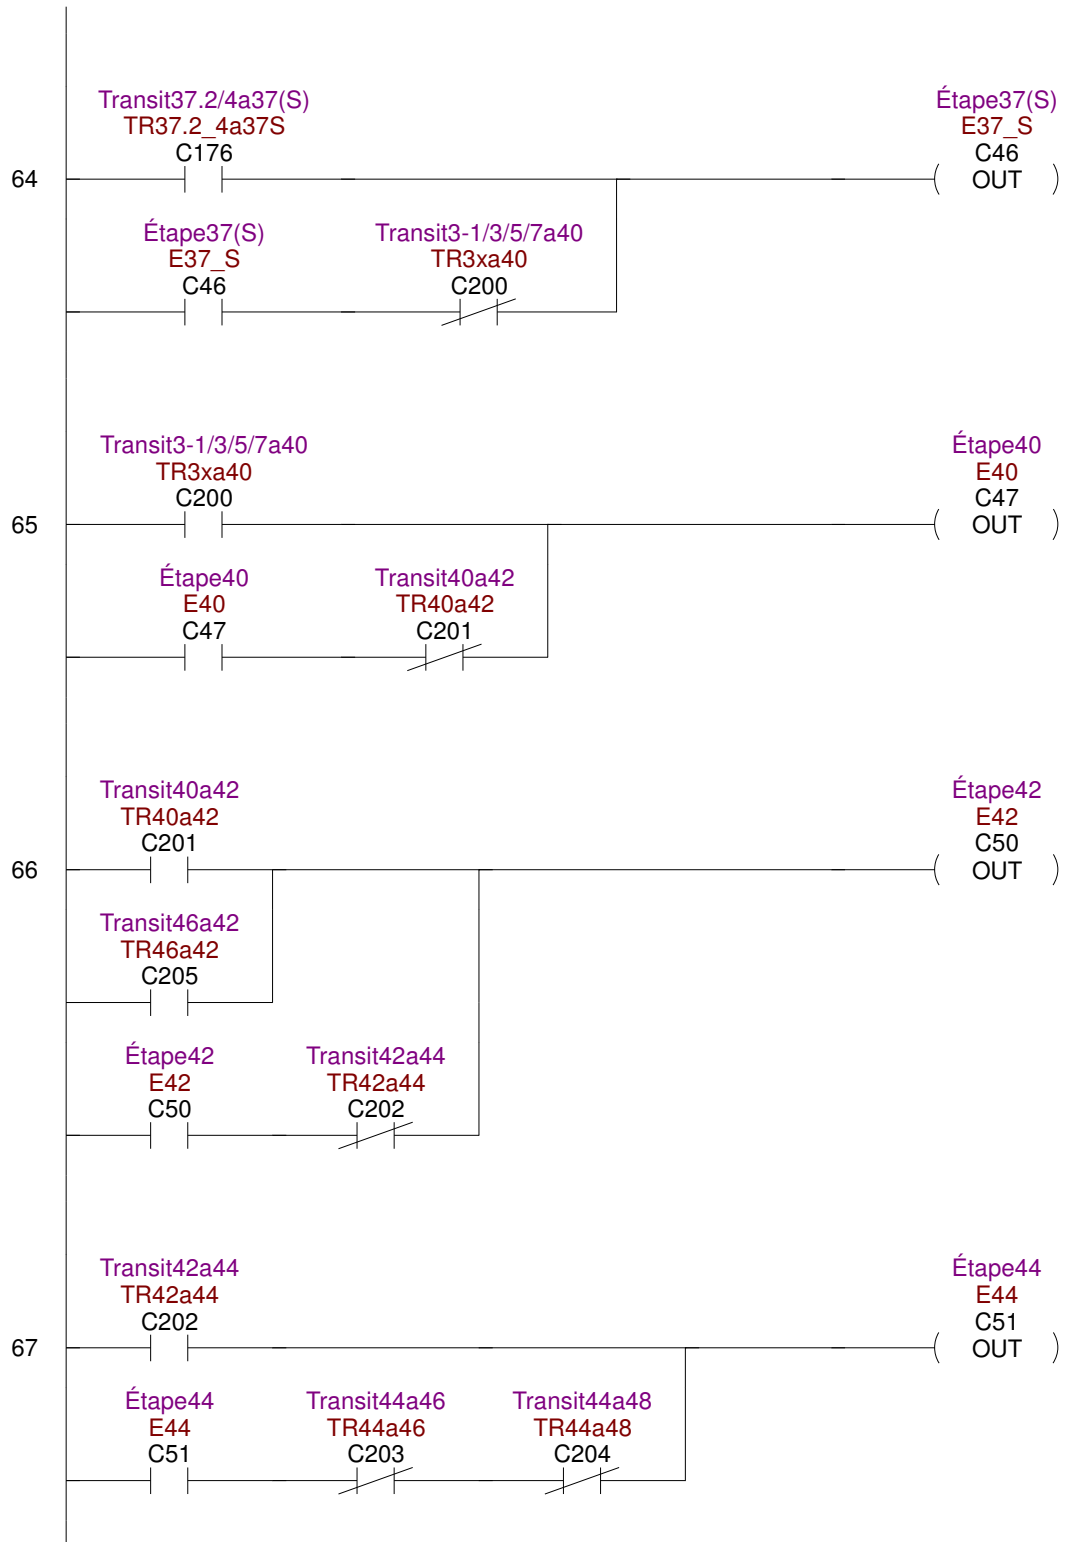 Transit37.2/4a37(S)
TR37.2_4a37S
C176
Étape37(S)
E37_S
C46
OUT
64
Étape37(S)
E37_S
C46
Transit3-1/3/5/7a40
TR3xa40
C200
Transit3-1/3/5/7a40
TR3xa40
C200
Étape40
E40
C47
OUT
65
Étape40
E40
C47
Transit40a42
TR40a42
C201
Transit40a42
TR40a42
C201
Étape42
E42
C50
OUT
66
Transit46a42
TR46a42
C205
Étape42
E42
C50
Transit42a44
TR42a44
C202
Transit42a44
TR42a44
C202
Étape44
E44
C51
OUT
67
Étape44
E44
C51
Transit44a46
TR44a46
C203
Transit44a48
TR44a48
C204